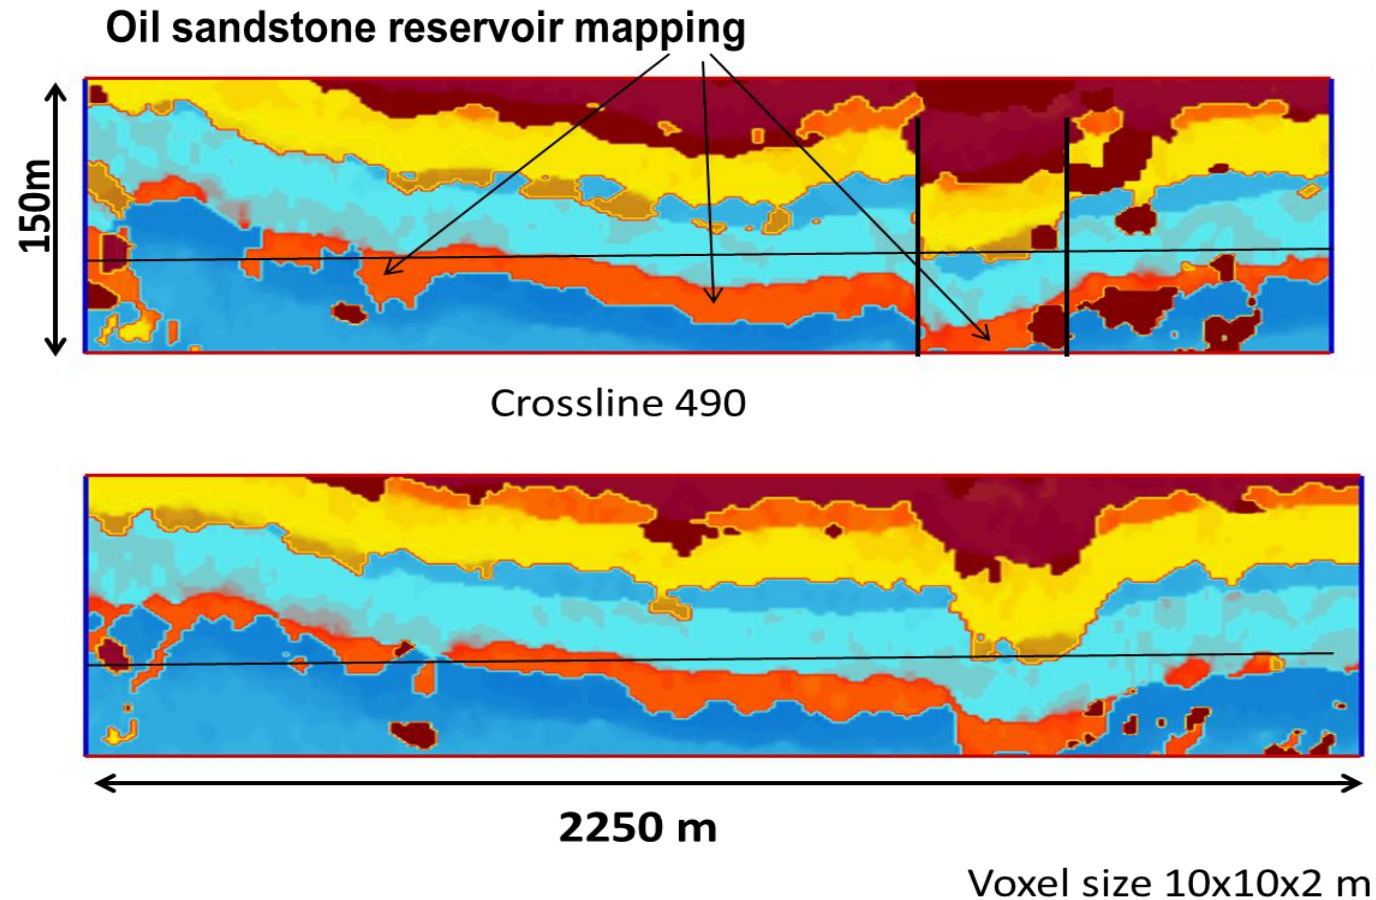 Oil sandstone reservoir mapping
150m
Crossline 490
2250 m
Voxel size 10x10x2 m